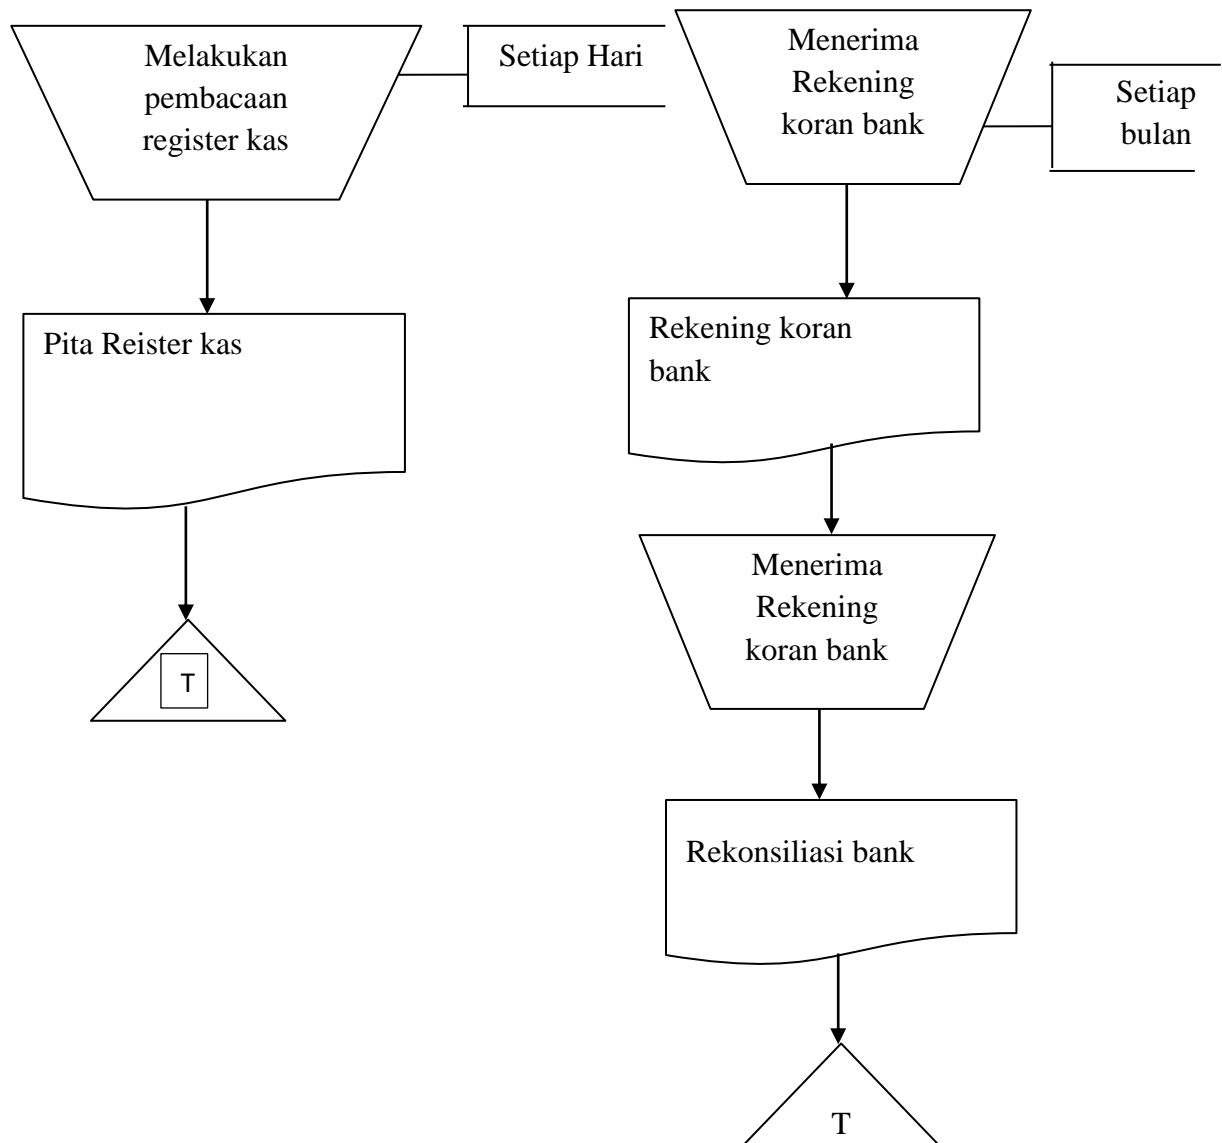 Melakukan
pembacaan
register kas
Setiap Hari
Pita Reister kas
T
Menerima
Rekening
koran bank
Setiap
bulan
Rekening koran
bank
Menerima
Rekening
koran bank
Rekonsiliasi bank
T